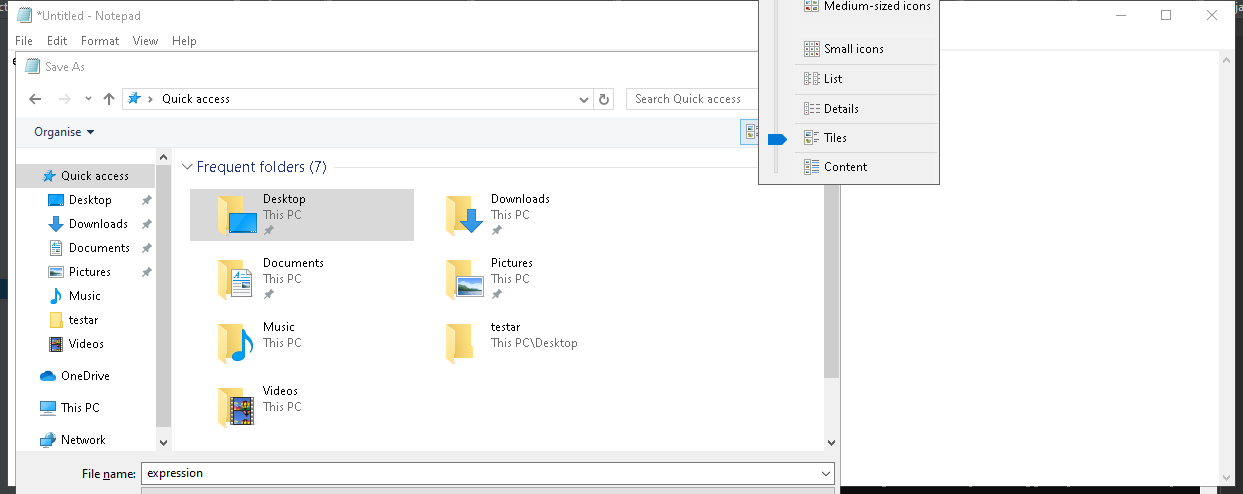 *Untitled - Notepad
File Edit Format View Help
Save As
Quick access
Search Quick access
Organise
Medium-sized icons
Small icons
List
Details
Tiles
Content
Quick access
Desktop
Downloads
Documents
Pictures
Music
testar
Videos
OneDrive
This PC
Network
Frequent folders (7)
Desktop
This PC
Downloads
This PC
Documents
This PC
Pictures
This PC
Music
This PC
testar
This PC\Desktop
Videos
This PC
File name: expression